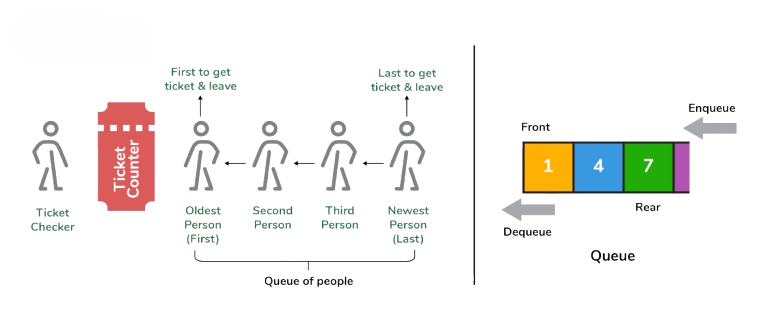 First to get
ticket & leave
Last to get
ticket & leave
Ticket
Counter
Ticket
Checker
Oldest
Person
(First)
Second
Person
Third
Person
Newest
Person
(Last)
Queue of people
Enqueue
Front
1 4 7
Rear
Dequeue
Queue